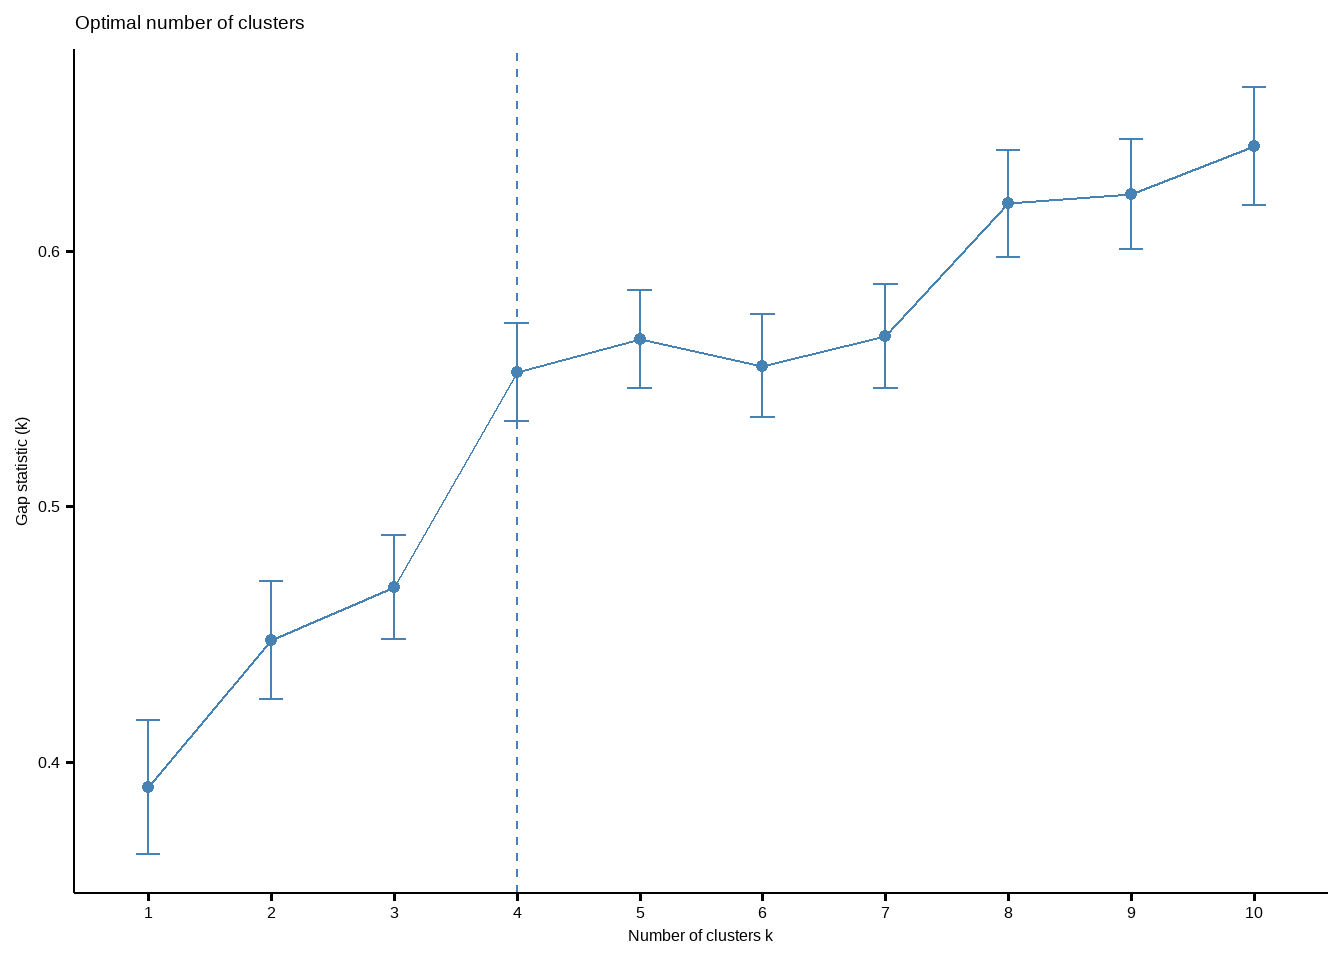 Optimal number of clusters
Gap statistic (k)
0.6
0.5
0.4
1 2 3 4 5 6 7 8 9 10
Number of clusters k